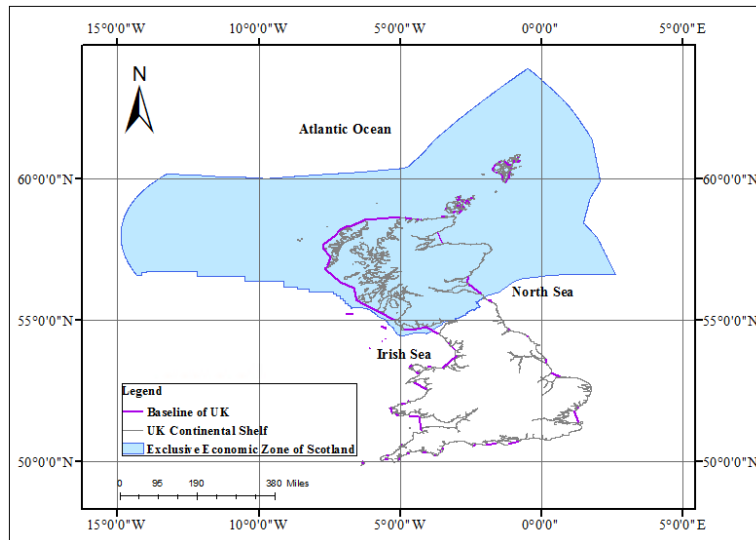 15°0'0"W 10°0'0"W 5°0'0"W 0°0'0" 5°0'0"E
N
Atlantic Ocean
60°0'0"N 60°0'0"N
North Sea
55°0'0"N 55°0'0"N
Irish Sea
Legend
Baseline of UK
UK Continental Shelf
Exclusive Economic Zone of Scotland
50°0'0"N 50°0'0"N
0 95 190 380 Miles
15°0'0"W 10°0'0"W 5°0'0"W 0°0'0" 5°0'0"E